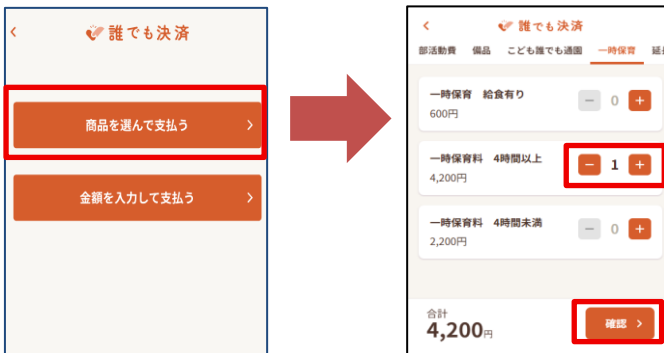 誰でも決済
商品を選んで支払う
金額を入力して支払う
誰でも決済
部活動費 備品 こども誰でも通園 一時保育 延
一時保育 給食有り
600円
0
一時保育料 4時間以上
4,200円
1
一時保育料 4時間未満
2,200円
0
合計
4,200円
確認